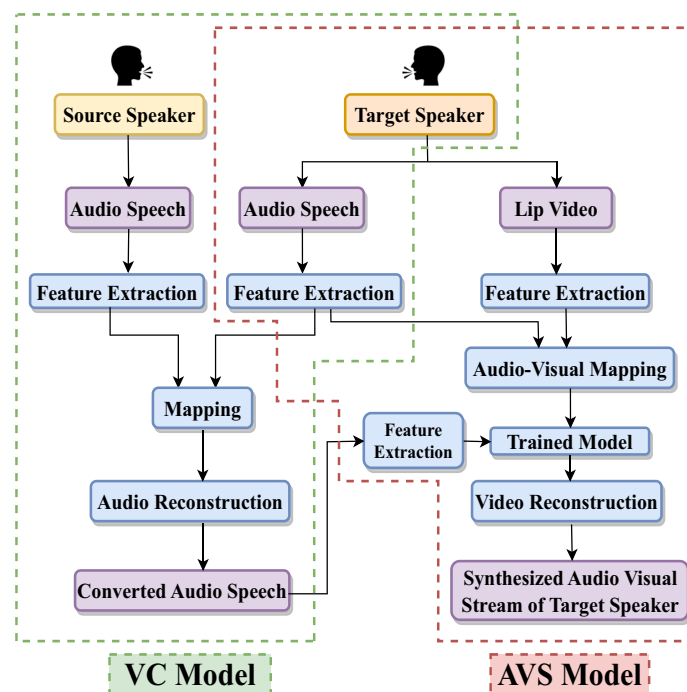 Source Speaker
Target Speaker
Audio Speech
Audio Speech
Lip Video
Feature Extraction
Feature Extraction
Feature Extraction
Audio-Visual Mapping
Mapping
Feature
Extraction
Trained Model
Audio Reconstruction
Video Reconstruction
Converted Audio Speech
Synthesized Audio Visual
Stream of Target Speaker
VC Model
AVS Model